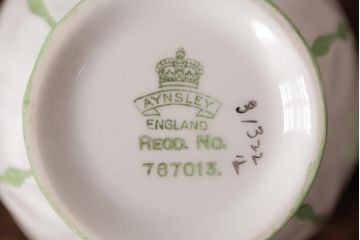 AYNSLEY
ENGLAND
REGD. NO.
767013.